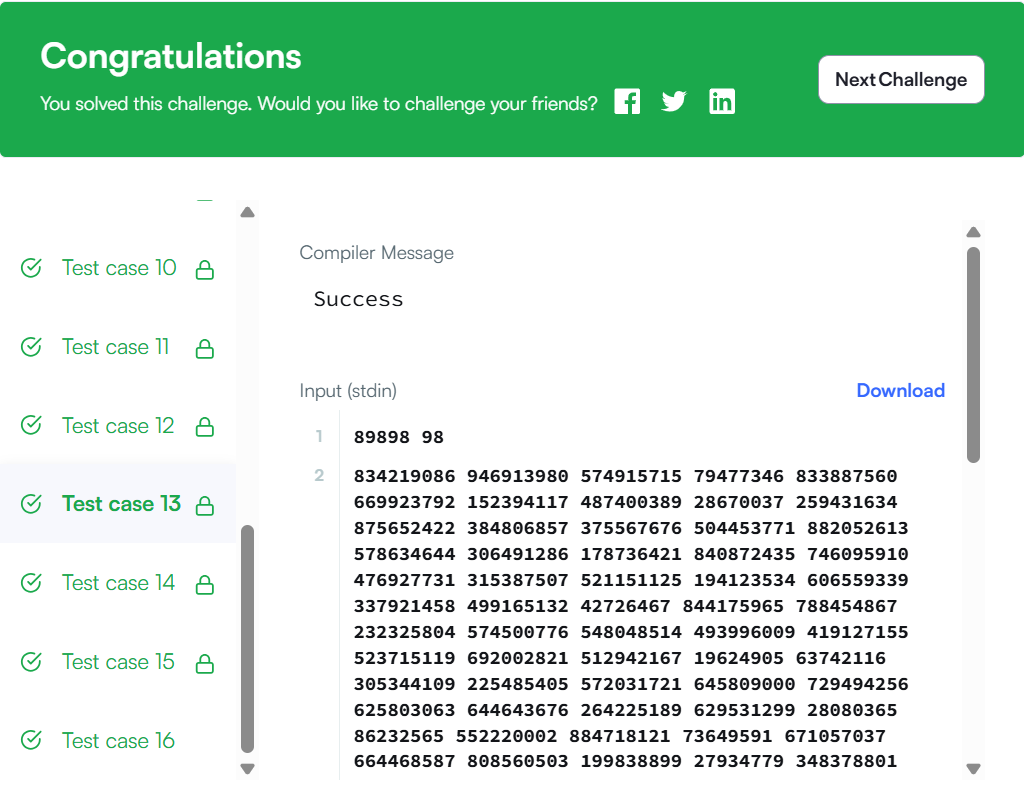 Congratulations
You solved this challenge. Would you like to challenge your friends?
Next Challenge
Test case 10
Test case 11
Test case 12
Test case 13
Test case 14
Test case 15
Test case 16
Compiler Message
Success
Input (stdin)
Download
1 89898 98
2 834219086 946913980 574915715 79477346 833887560
669923792 152394117 487400389 28670037 259431634
875652422 384806857 375567676 504453771 882052613
578634644 306491286 178736421 840872435 746095910
476927731 315387507 521151125 194123534 606559339
337921458 499165132 42726467 844175965 788454867
232325804 574500776 548048514 493996009 419127155
523715119 692002821 512942167 19624905 63742116
305344109 225485405 572031721 645809000 729494256
625803063 644643676 264225189 629531299 28080365
86232565 552220002 884718121 73649591 671057037
664468587 808560503 199838899 27934779 348378801